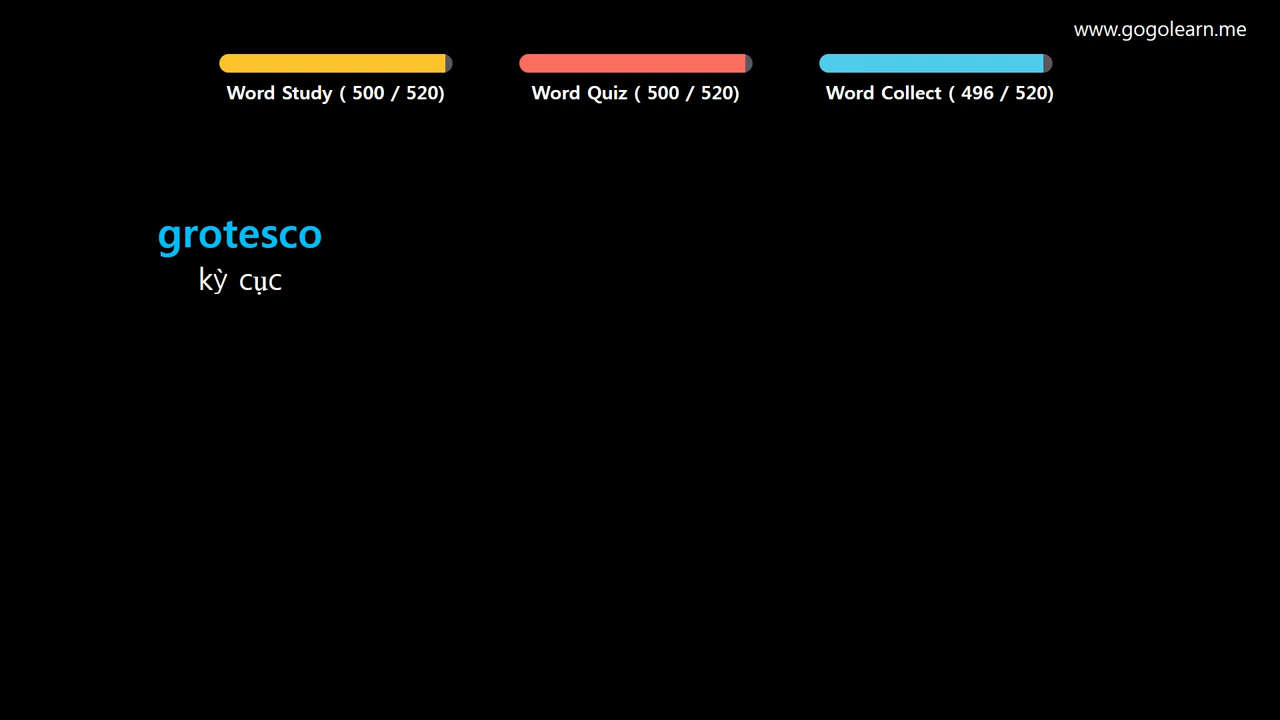 www.gogolearn.me
Word Study ( 500 / 520)
Word Quiz ( 500 / 520)
Word Collect ( 496 / 520)
grotesco
kỳ cục